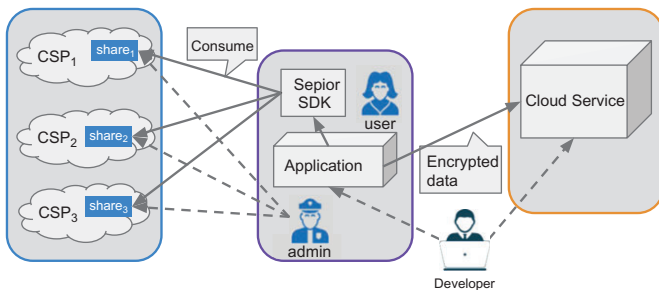 CSP1 share1
CSP2 share2
CSP3 share3
Consume
Sepior
SDK
user
Application
admin
Encrypted
data
Developer
Cloud Service